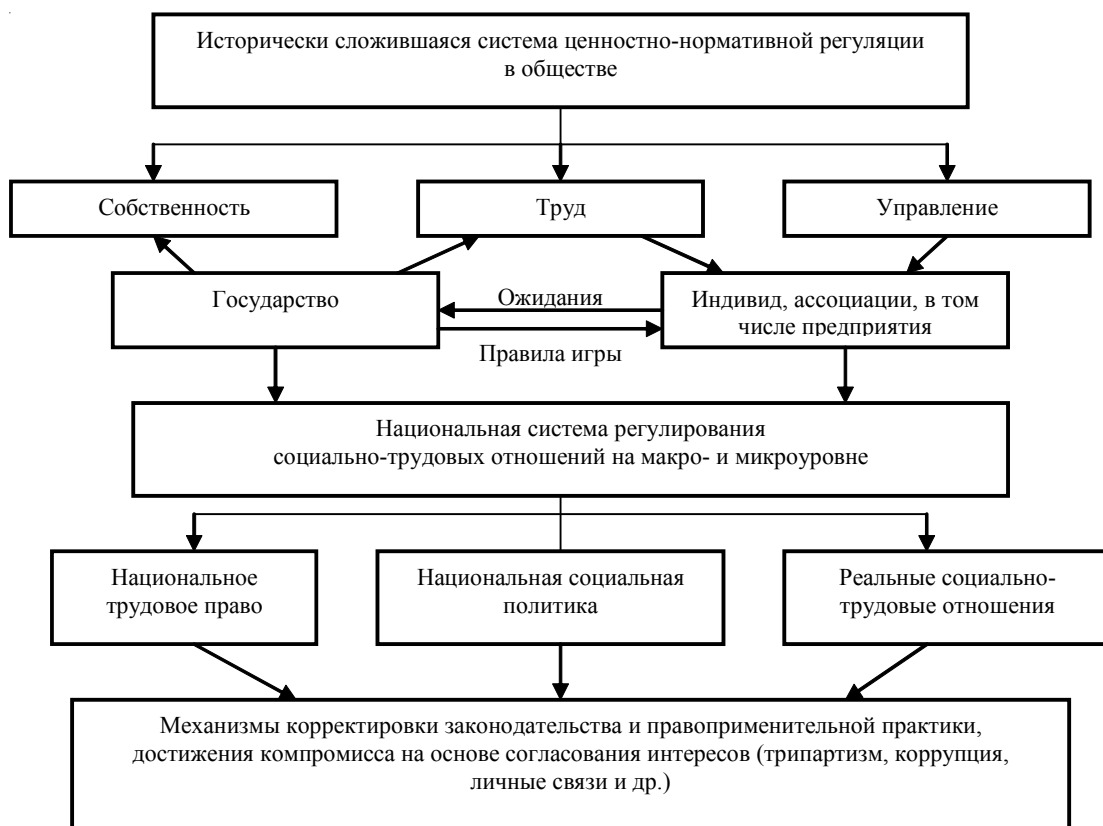 Исторически сложившаяся система ценностно-нормативной регуляции
в обществе
Собственность
Труд
Управление
Государство
Ожидания
Индивид, ассоциации, в том
числе предприятия
Правила игры
Национальная система регулирования
социально-трудовых отношений на макро- и микроуровне
Национальное
трудовое право
Национальная социальная
политика
Реальные социально-
трудовые отношения
Механизмы корректировки законодательства и правоприменительной практики,
достижения компромисса на основе согласования интересов (трипартизм, коррупция,
личные связи и др.)